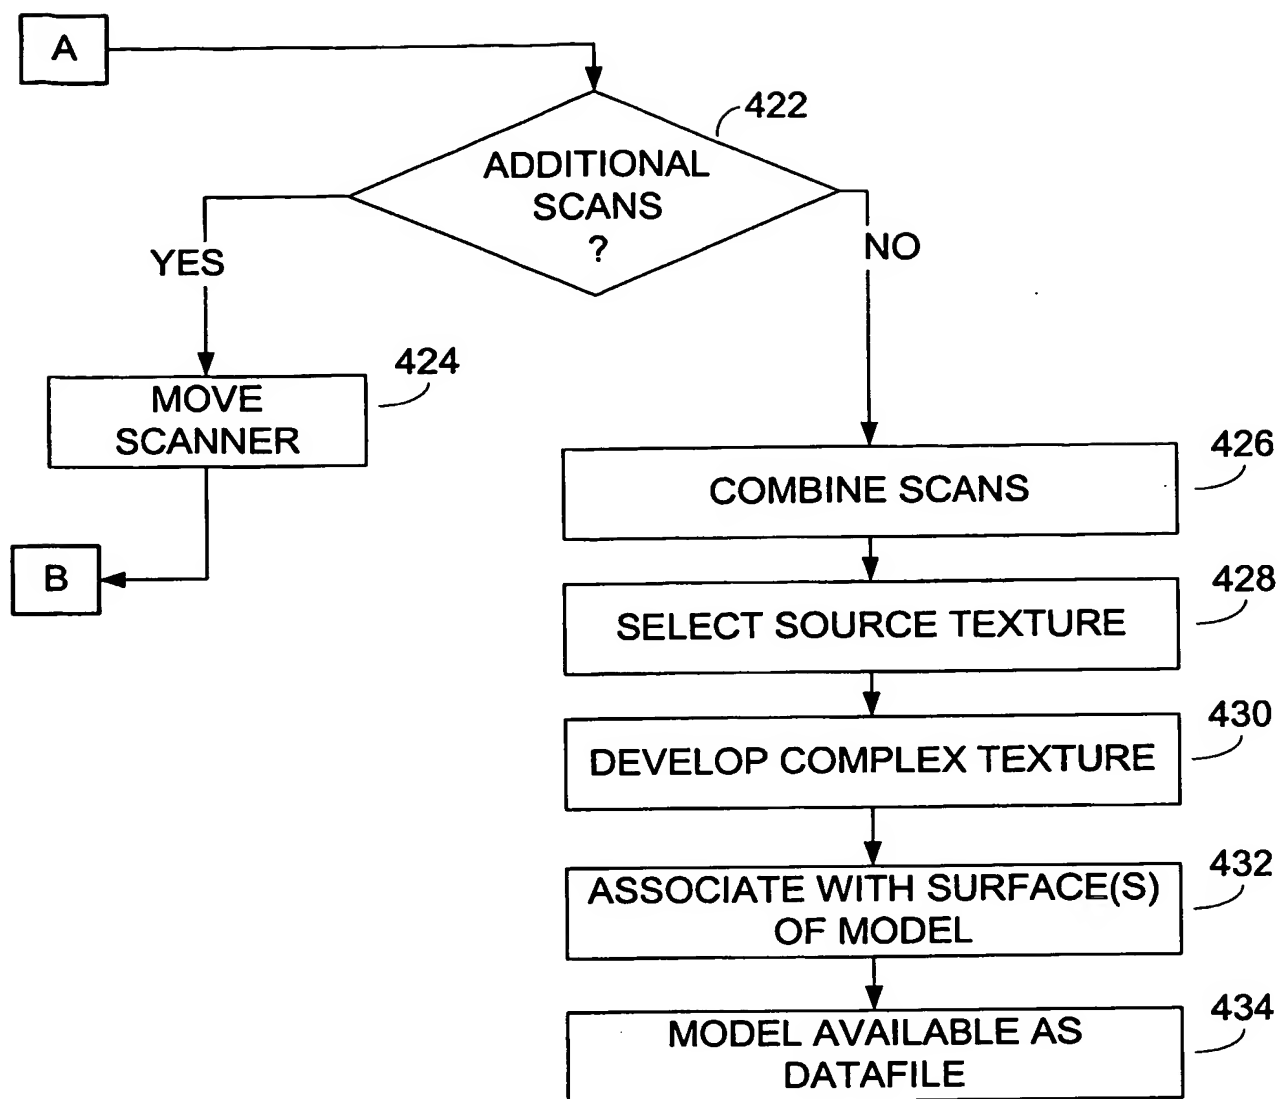 A
422
ADDITIONAL
SCANS
?
YES
NO
424
MOVE
SCANNER
426
COMBINE SCANS
B
428
SELECT SOURCE TEXTURE
430
DEVELOP COMPLEX TEXTURE
432
ASSOCIATE WITH SURFACE(S)
OF MODEL
434
MODEL AVAILABLE AS
DATAFILE